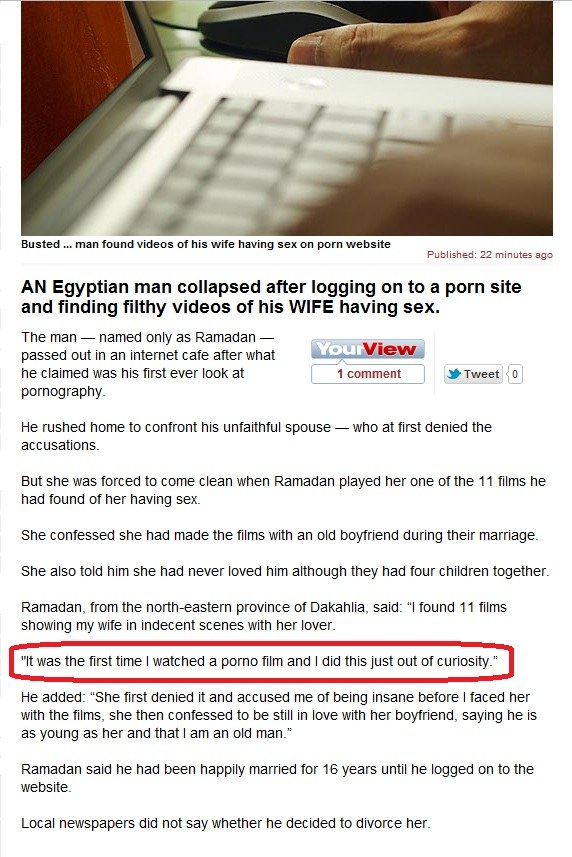 Busted ... man found videos of his wife having sex on porn website
Published: 22 minutes ago
AN Egyptian man collapsed after logging on to a porn site
and finding filthy videos of his WIFE having sex.
The man — named only as Ramadan —
passed out in an internet cafe after what
he claimed was his first ever look at
pornography.
YourView
1 comment
Tweet
0
He rushed home to confront his unfaithful spouse — who at first denied the
accusations.
But she was forced to come clean when Ramadan played her one of the 11 films he
had found of her having sex.
She confessed she had made the films with an old boyfriend during their marriage.
She also told him she had never loved him although they had four children together.
Ramadan, from the north-eastern province of Dakahlia, said: “I found 11 films
showing my wife in indecent scenes with her lover.
"It was the first time I watched a porno film and I did this just out of curiosity.”
He added: “She first denied it and accused me of being insane before I faced her
with the films, she then confessed to be still in love with her boyfriend, saying he is
as young as her and that I am an old man.”
Ramadan said he had been happily married for 16 years until he logged on to the
website.
Local newspapers did not say whether he decided to divorce her.